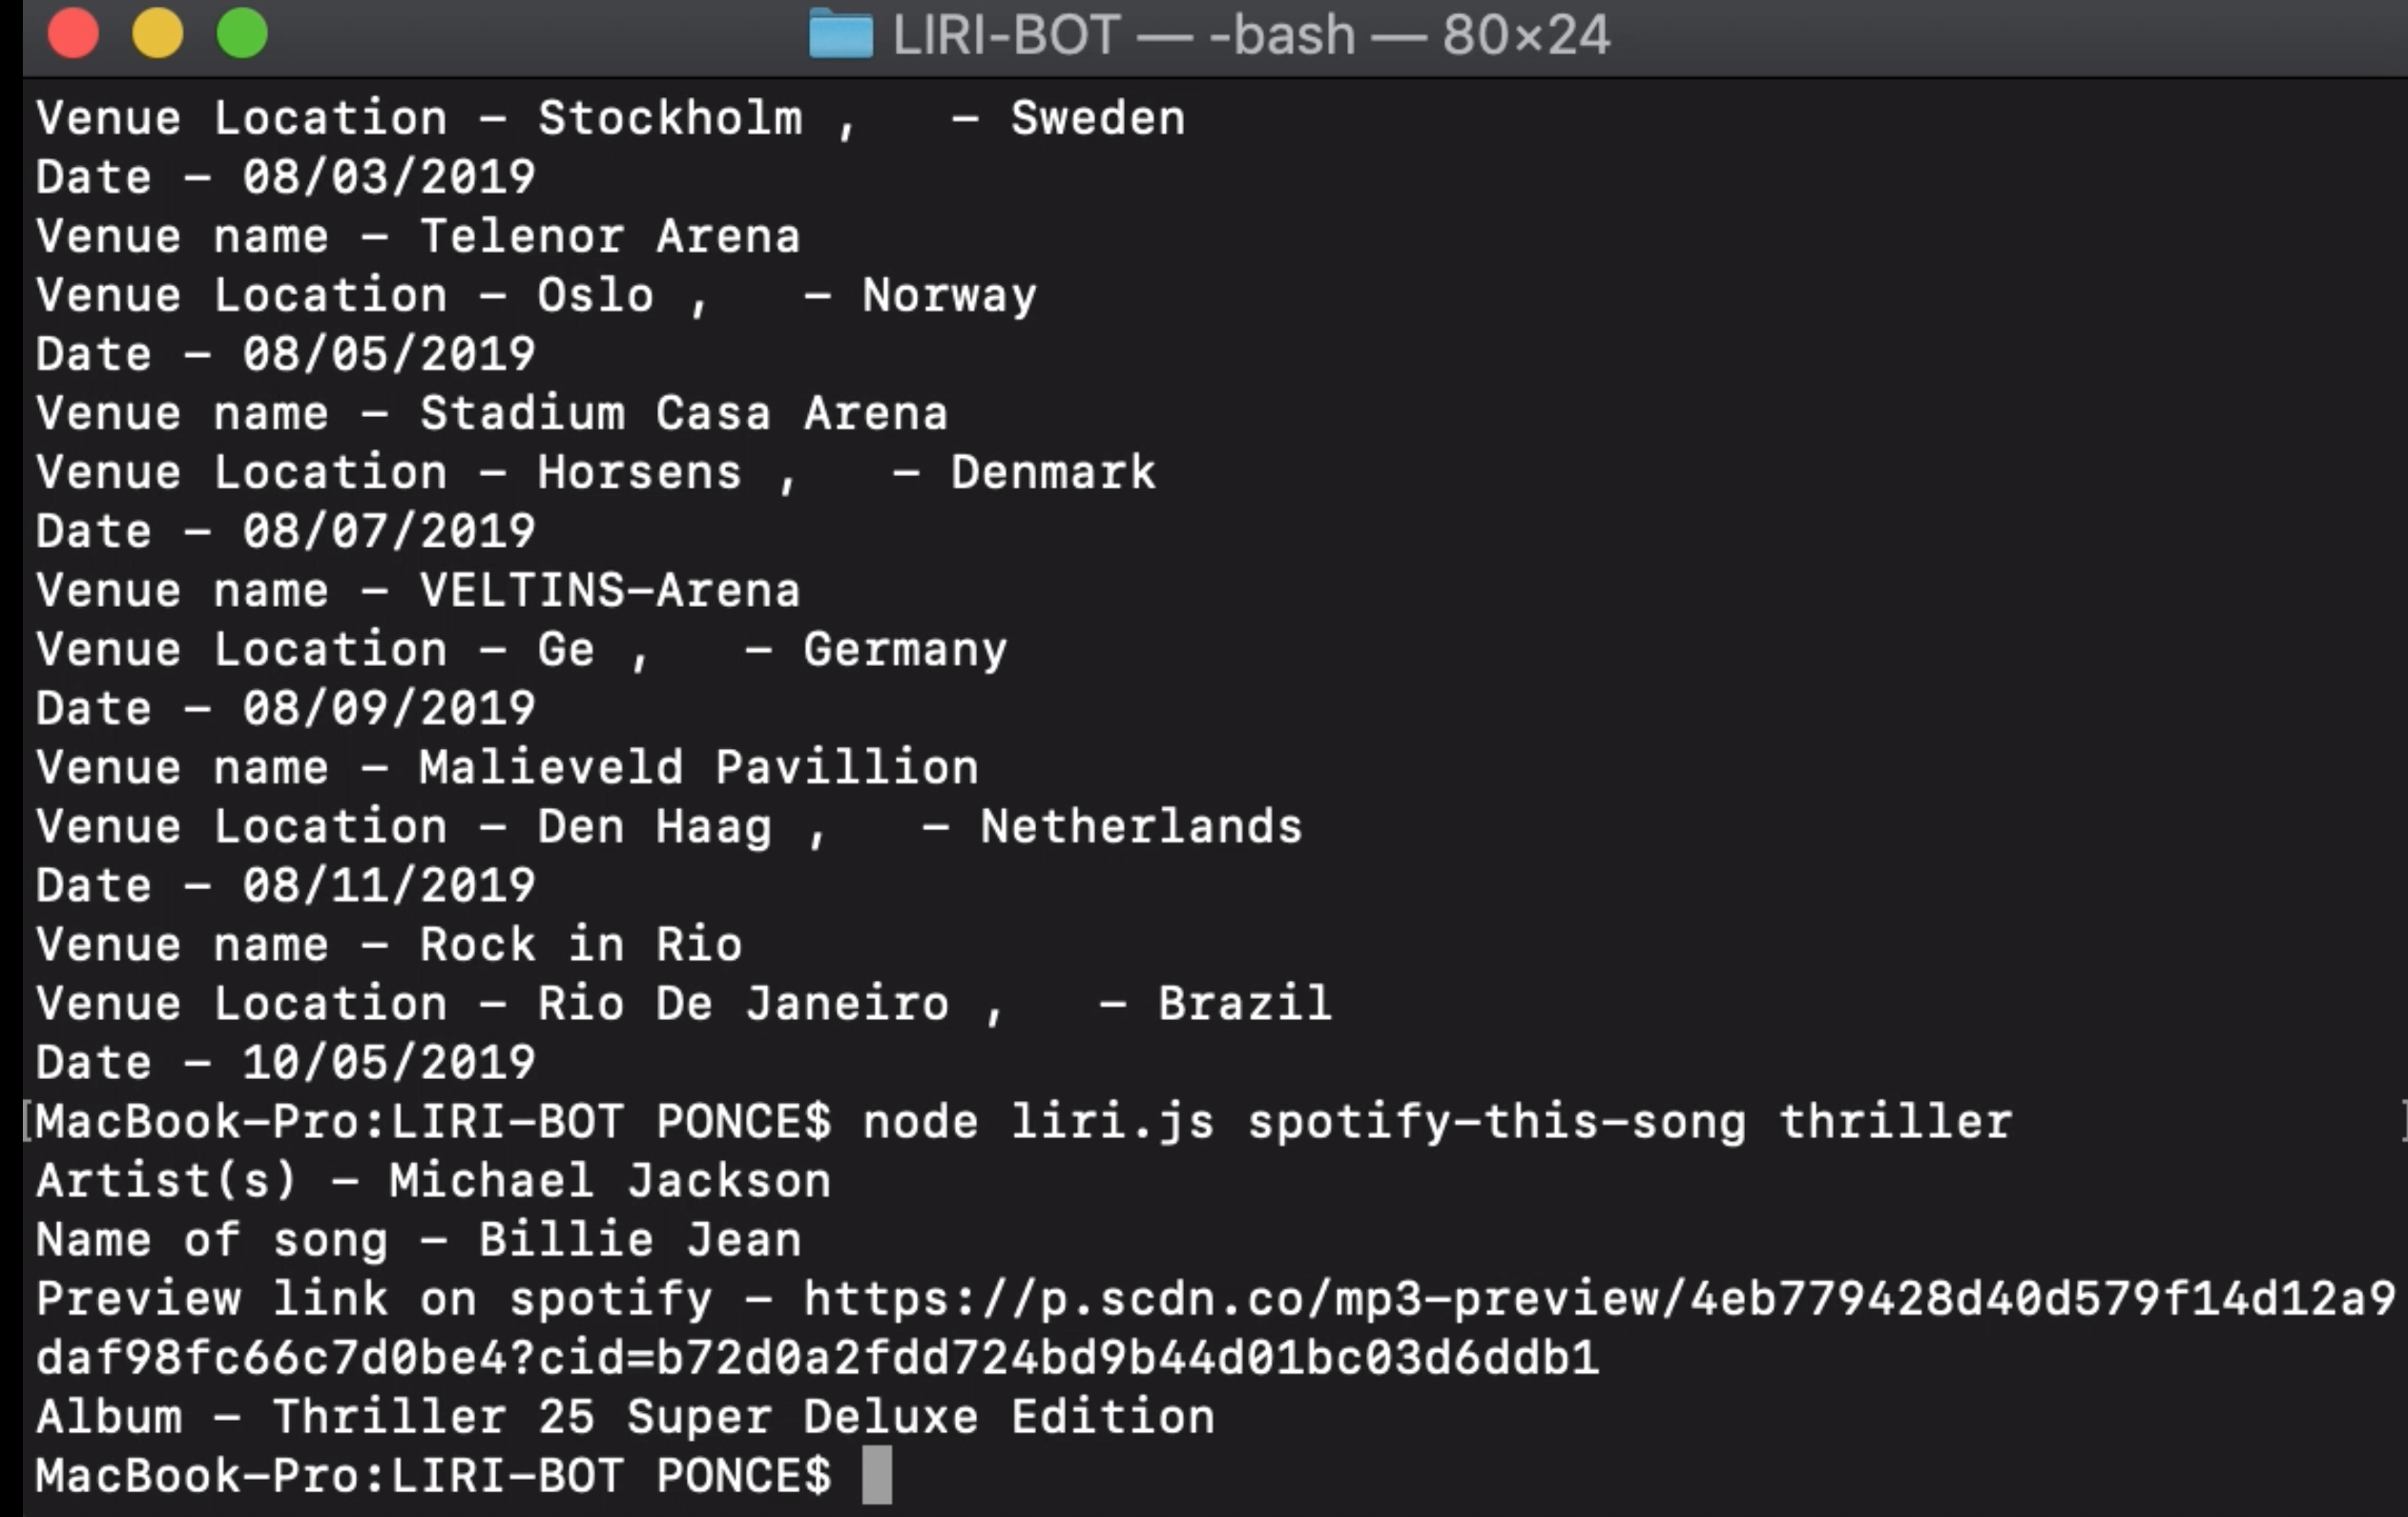 LIRI-BOT — -bash — 80×24
Venue Location - Stockholm ,   - Sweden
Date - 08/03/2019
Venue name - Telenor Arena
Venue Location - Oslo ,   - Norway
Date - 08/05/2019
Venue name - Stadium Casa Arena
Venue Location - Horsens ,   - Denmark
Date - 08/07/2019
Venue name - VELTINS-Arena
Venue Location - Ge ,   - Germany
Date - 08/09/2019
Venue name - Malieveld Pavillion
Venue Location - Den Haag ,   - Netherlands
Date - 08/11/2019
Venue name - Rock in Rio
Venue Location - Rio De Janeiro ,   - Brazil
Date - 10/05/2019
[MacBook-Pro:LIRI-BOT PONCE$ node liri.js spotify-this-song thriller ]
Artist(s) - Michael Jackson
Name of song - Billie Jean
Preview link on spotify - https://p.scdn.co/mp3-preview/4eb779428d40d579f14d12a9
daf98fc66c7d0be4?cid=b72d0a2fdd724bd9b44d01bc03d6ddb1
Album - Thriller 25 Super Deluxe Edition
MacBook-Pro:LIRI-BOT PONCE$